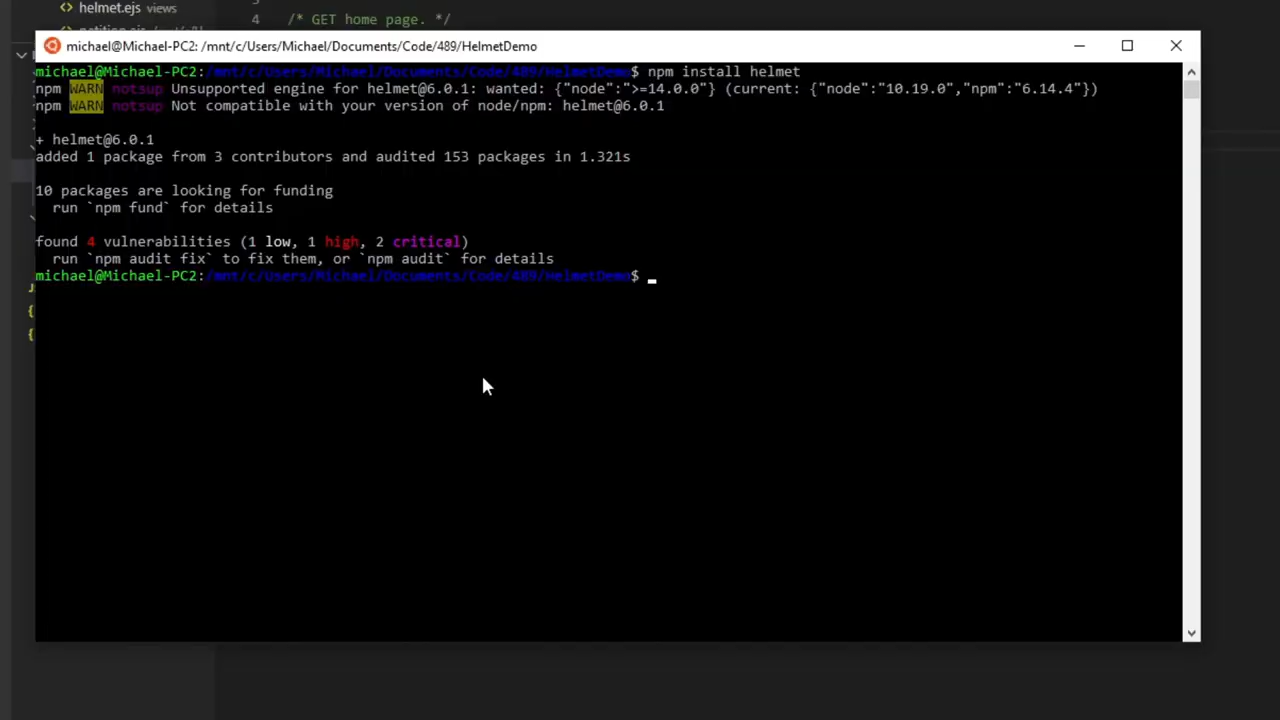 helmet.ejs views
4 /* GET home page. */
michael@Michael-PC2: /mnt/c/Users/Michael/Documents/Code/489/HelmetDemo
michael@Michael-PC2:/mnt/c/Users/Michael/Documents/Code/489/HelmetDemo$ npm install helmet
npm WARN notsup Unsupported engine for helmet@6.0.1: wanted: {"node":">=14.0.0"} (current: {"node":"10.19.0","npm":"6.14.4"})
npm WARN notsup Not compatible with your version of node/npm: helmet@6.0.1
+ helmet@6.0.1
added 1 package from 3 contributors and audited 153 packages in 1.321s
10 packages are looking for funding
run `npm fund` for details
found 4 vulnerabilities (1 low, 1 high, 2 critical)
run `npm audit fix` to fix them, or `npm audit` for details
michael@Michael-PC2:/mnt/c/Users/Michael/Documents/Code/489/HelmetDemo$